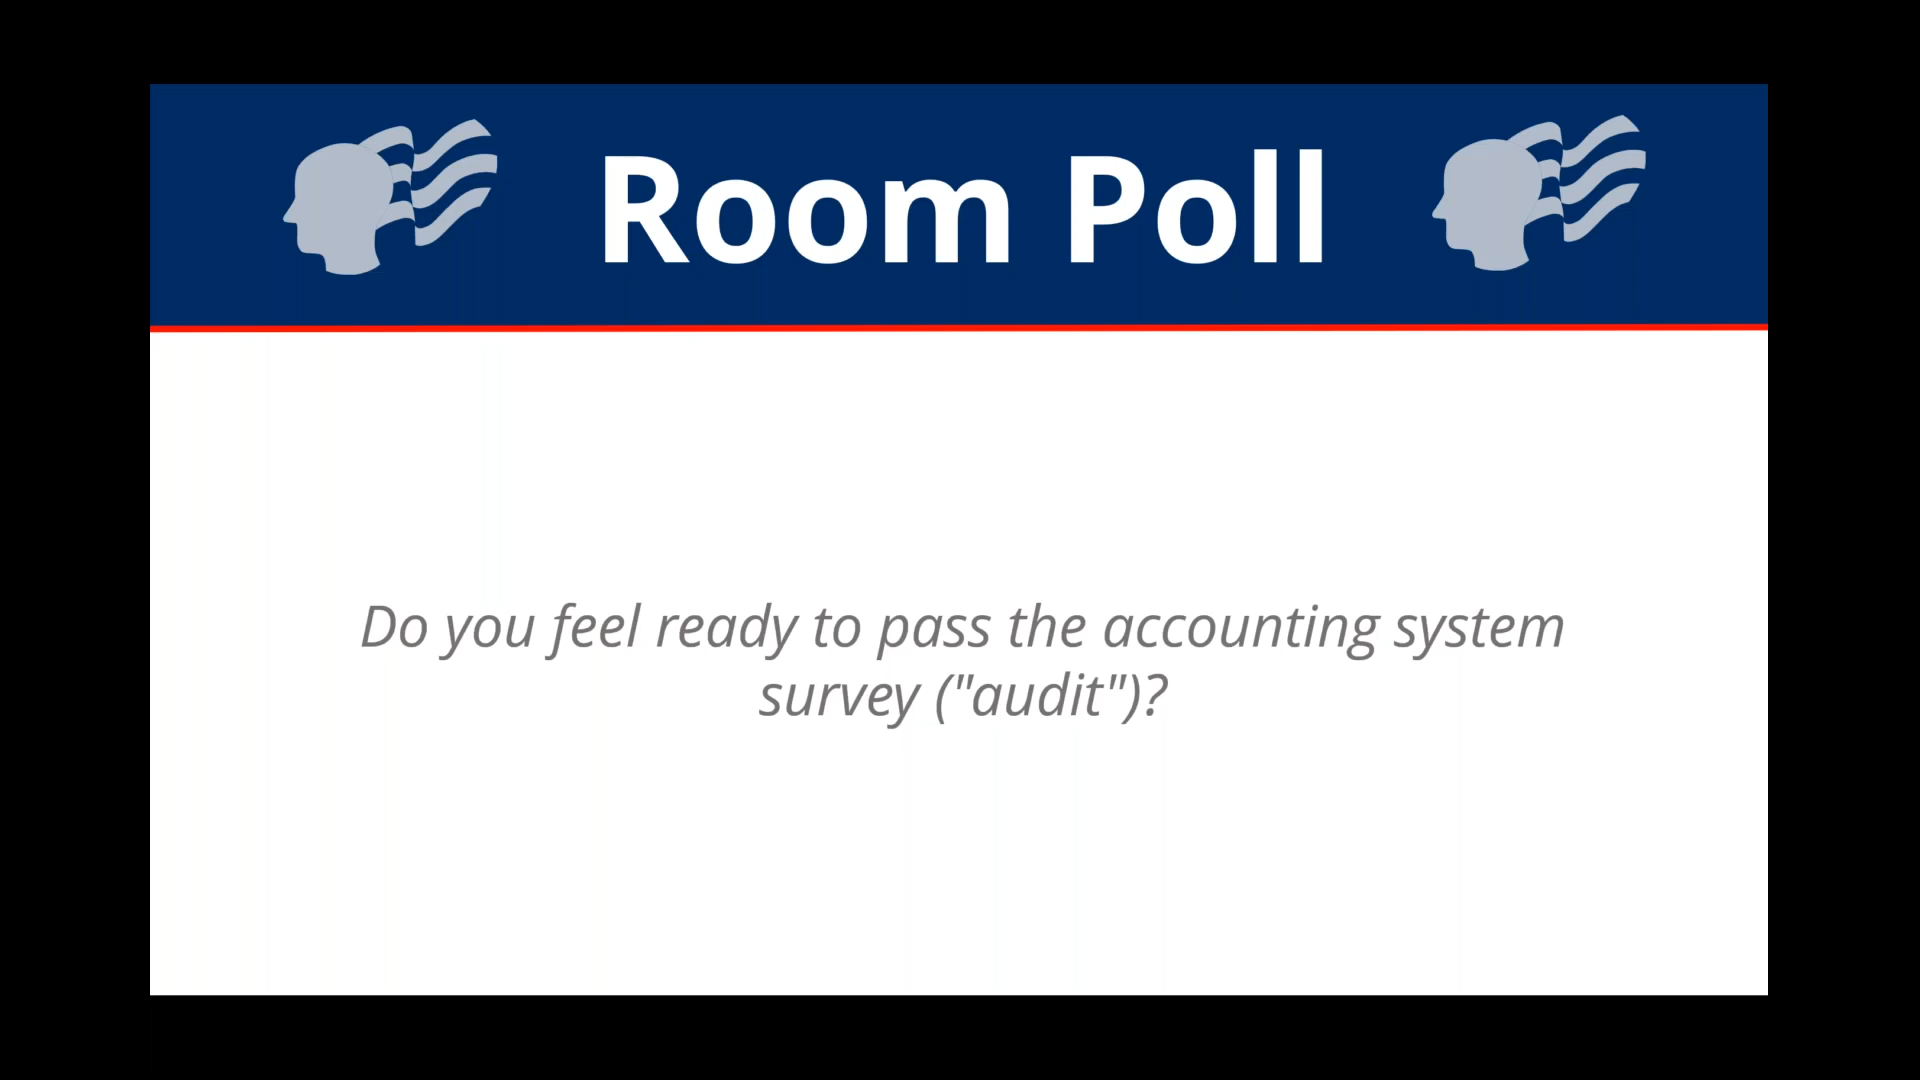 Room Poll
Do you feel ready to pass the accounting system
survey ("audit")?